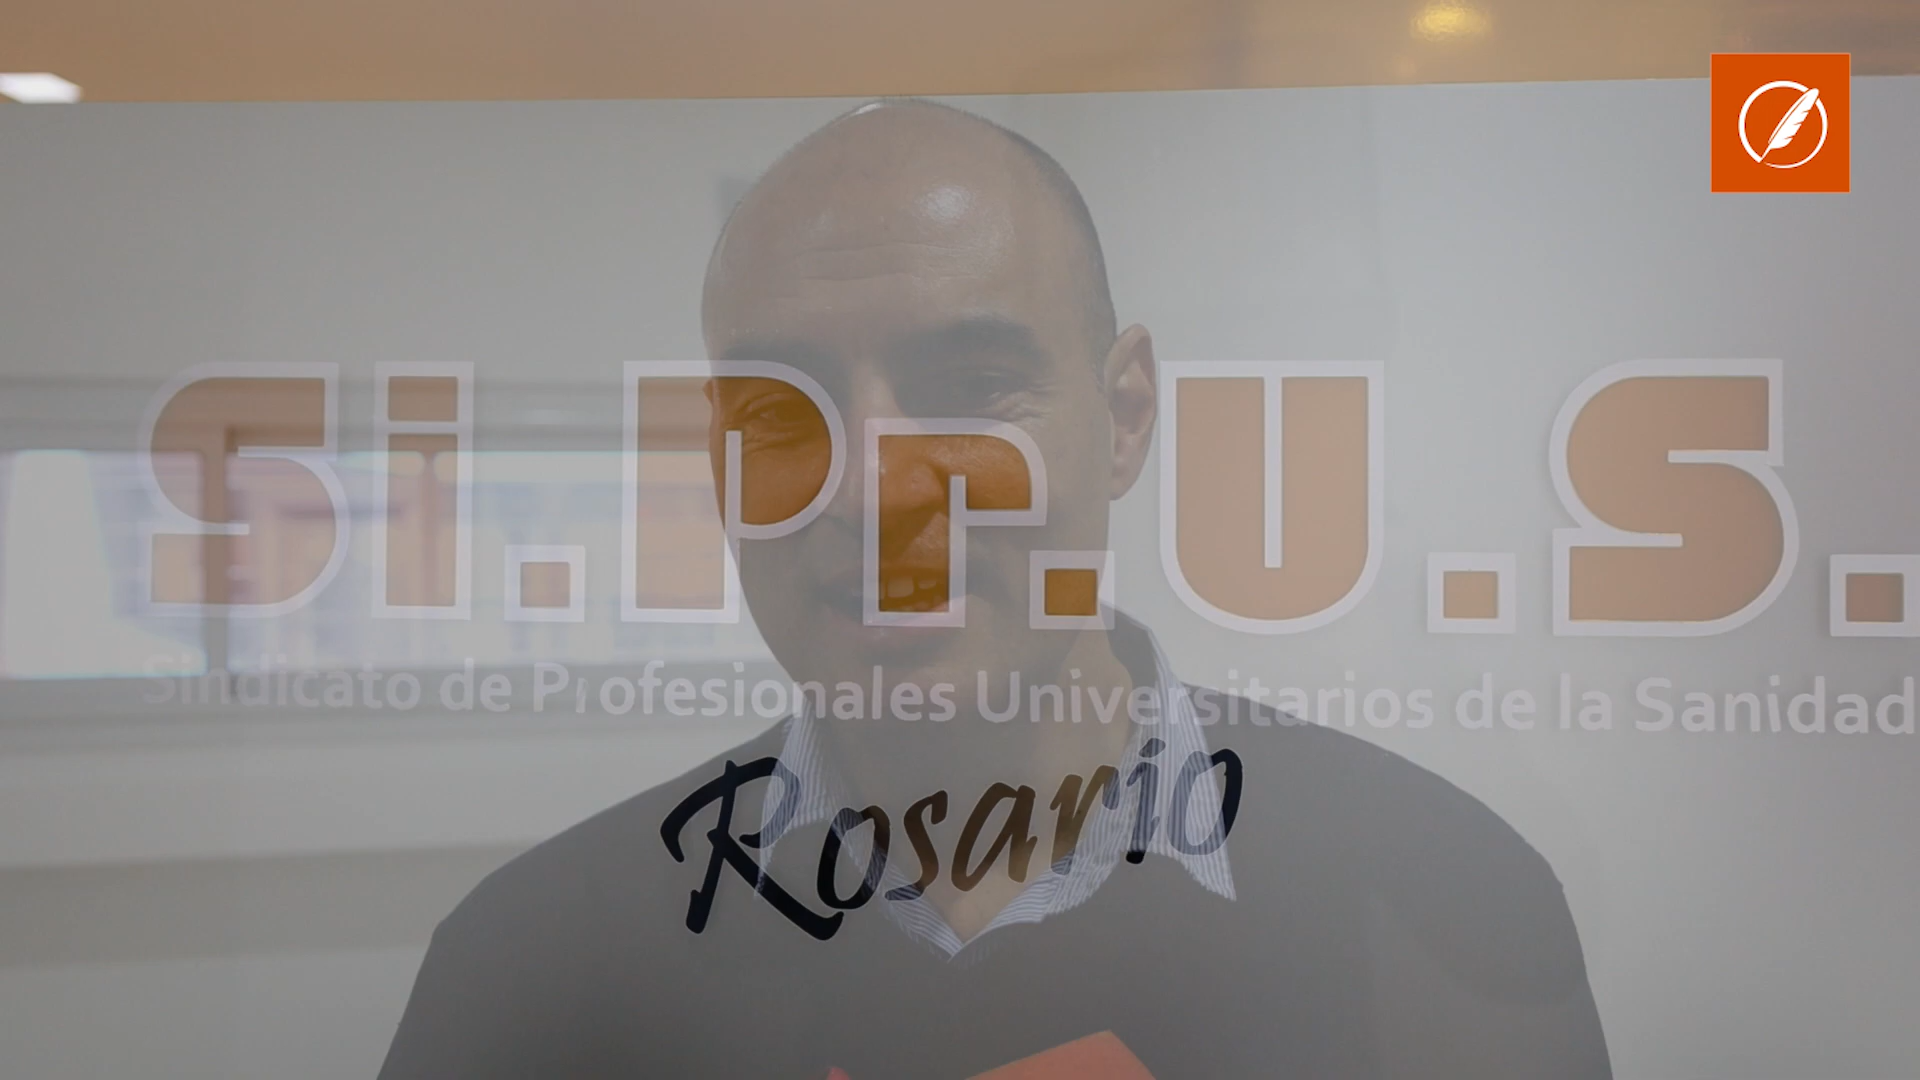 Si.Pr.U.S.
Sindicato de Profesionales Universitarios de la Sanidad
Rosario